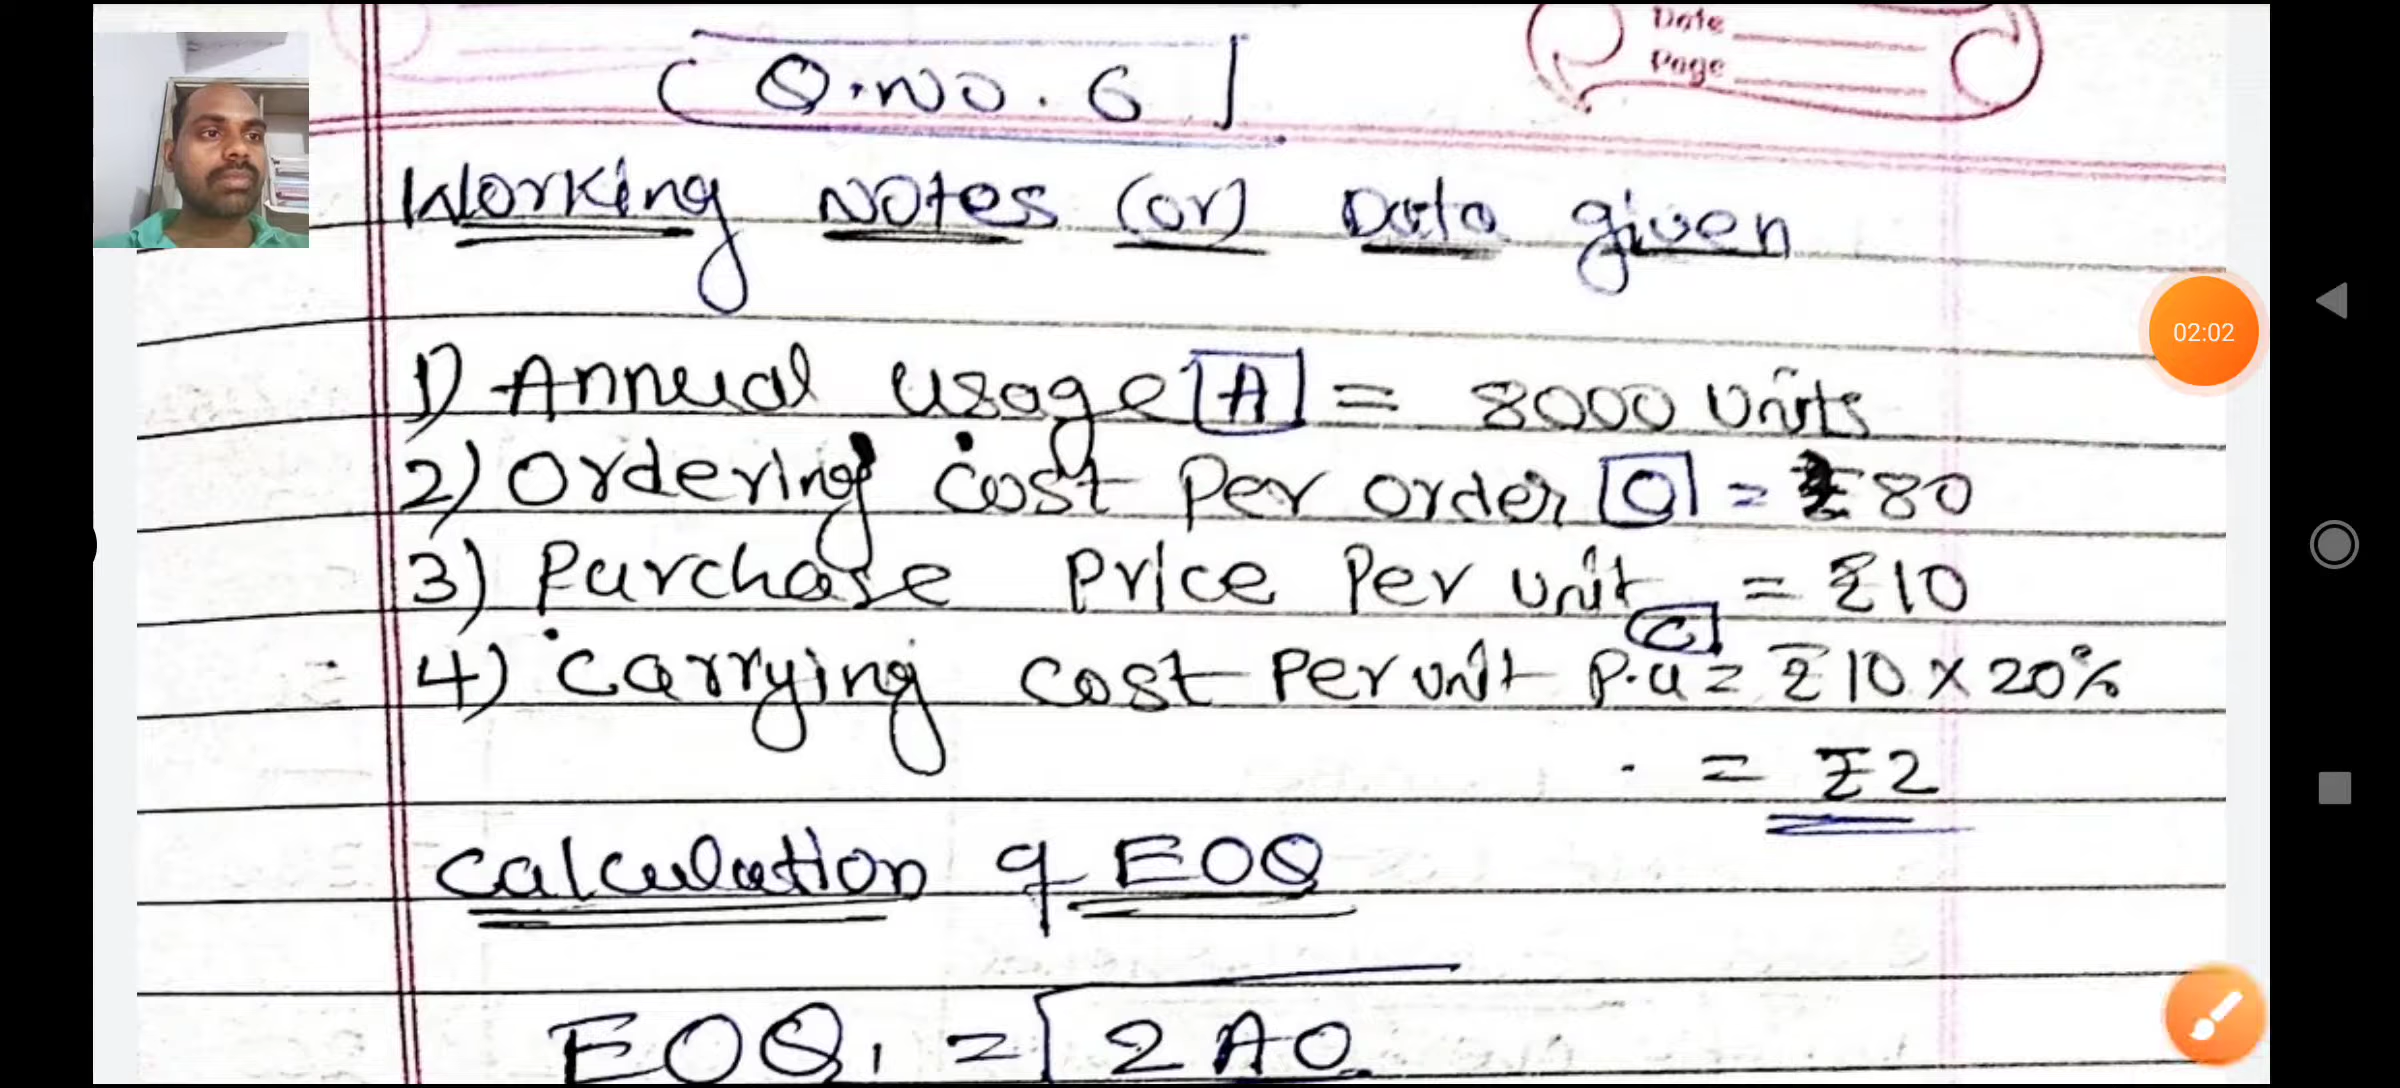 Date
Page
Q.NO. 6
Working Notes (or) Data given
1) Annual usage A = 8000 Units
2) Ordering cost per order O = ₹80
3) Purchase Price Per unit = ₹10
4) Carrying cost Per unit P.a C = ₹10 x 20%
= ₹2
Calculation of EOQ
EOQ = √2AO
02:02